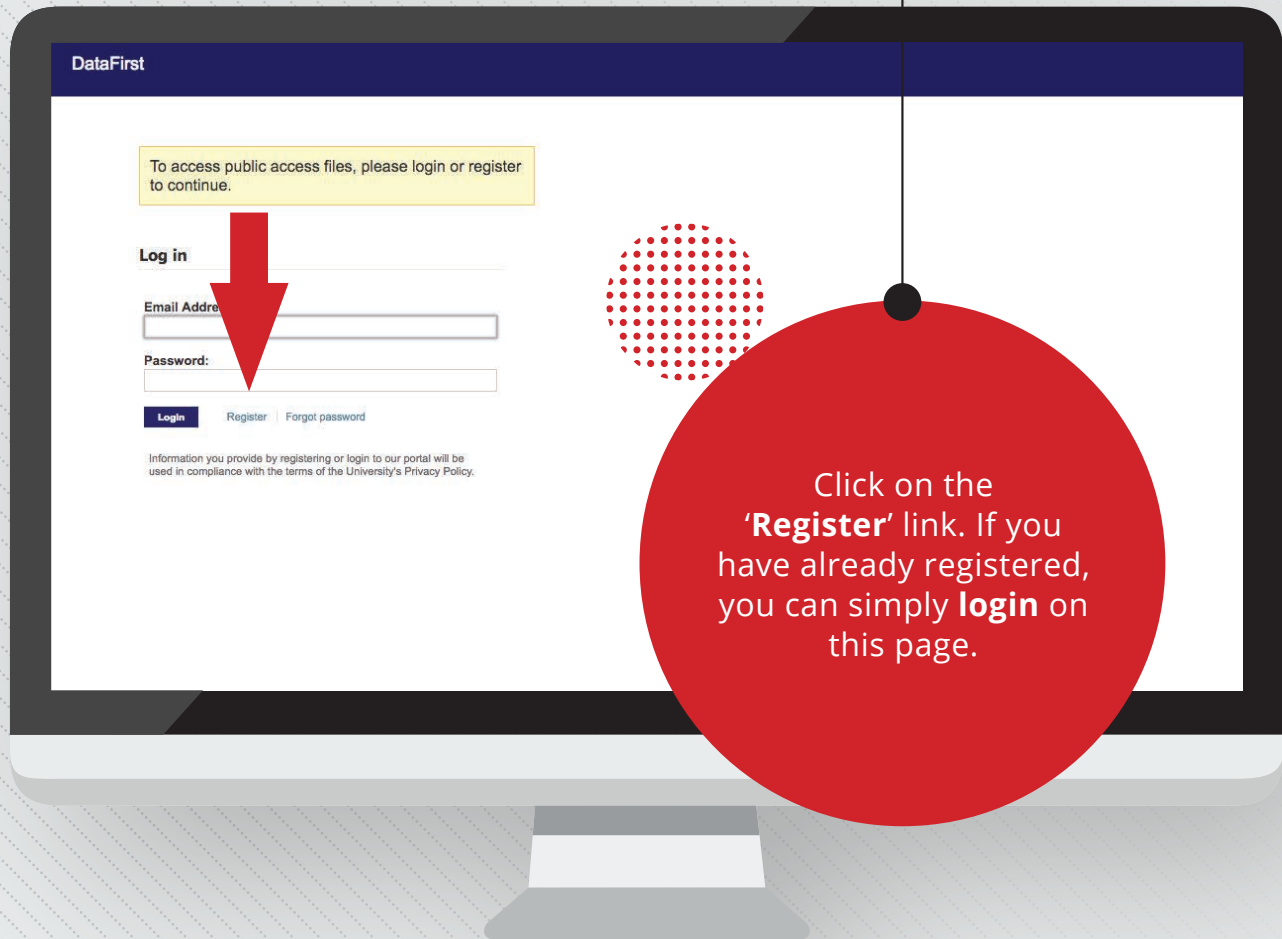 DataFirst
To access public access files, please login or register
to continue.
Log in
Email Addre
Password:
Login Register Forgot password
Information you provide by registering or login to our portal will be
used in compliance with the terms of the University's Privacy Policy.
Click on the
‘Register’ link. If you
have already registered,
you can simply login on
this page.